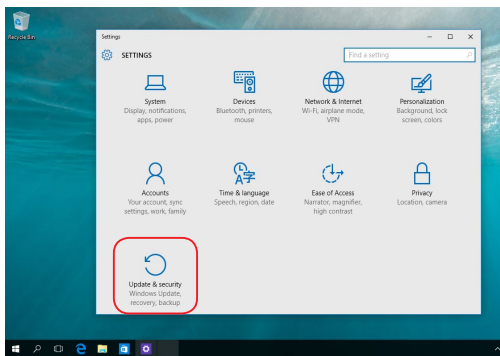 Recycle Bin
Settings
SETTINGS
Find a setting
System
Display, notifications,
apps, power
Devices
Bluetooth, printers,
mouse
Network & Internet
Wi-Fi, airplane mode,
VPN
Personalization
Background, lock
screen, colors
Accounts
Your account, sync
settings, work, family
Time & language
Speech, region, date
Ease of Access
Narrator, magnifier,
high contrast
Privacy
Location, camera
Update & security
Windows Update,
recovery, backup